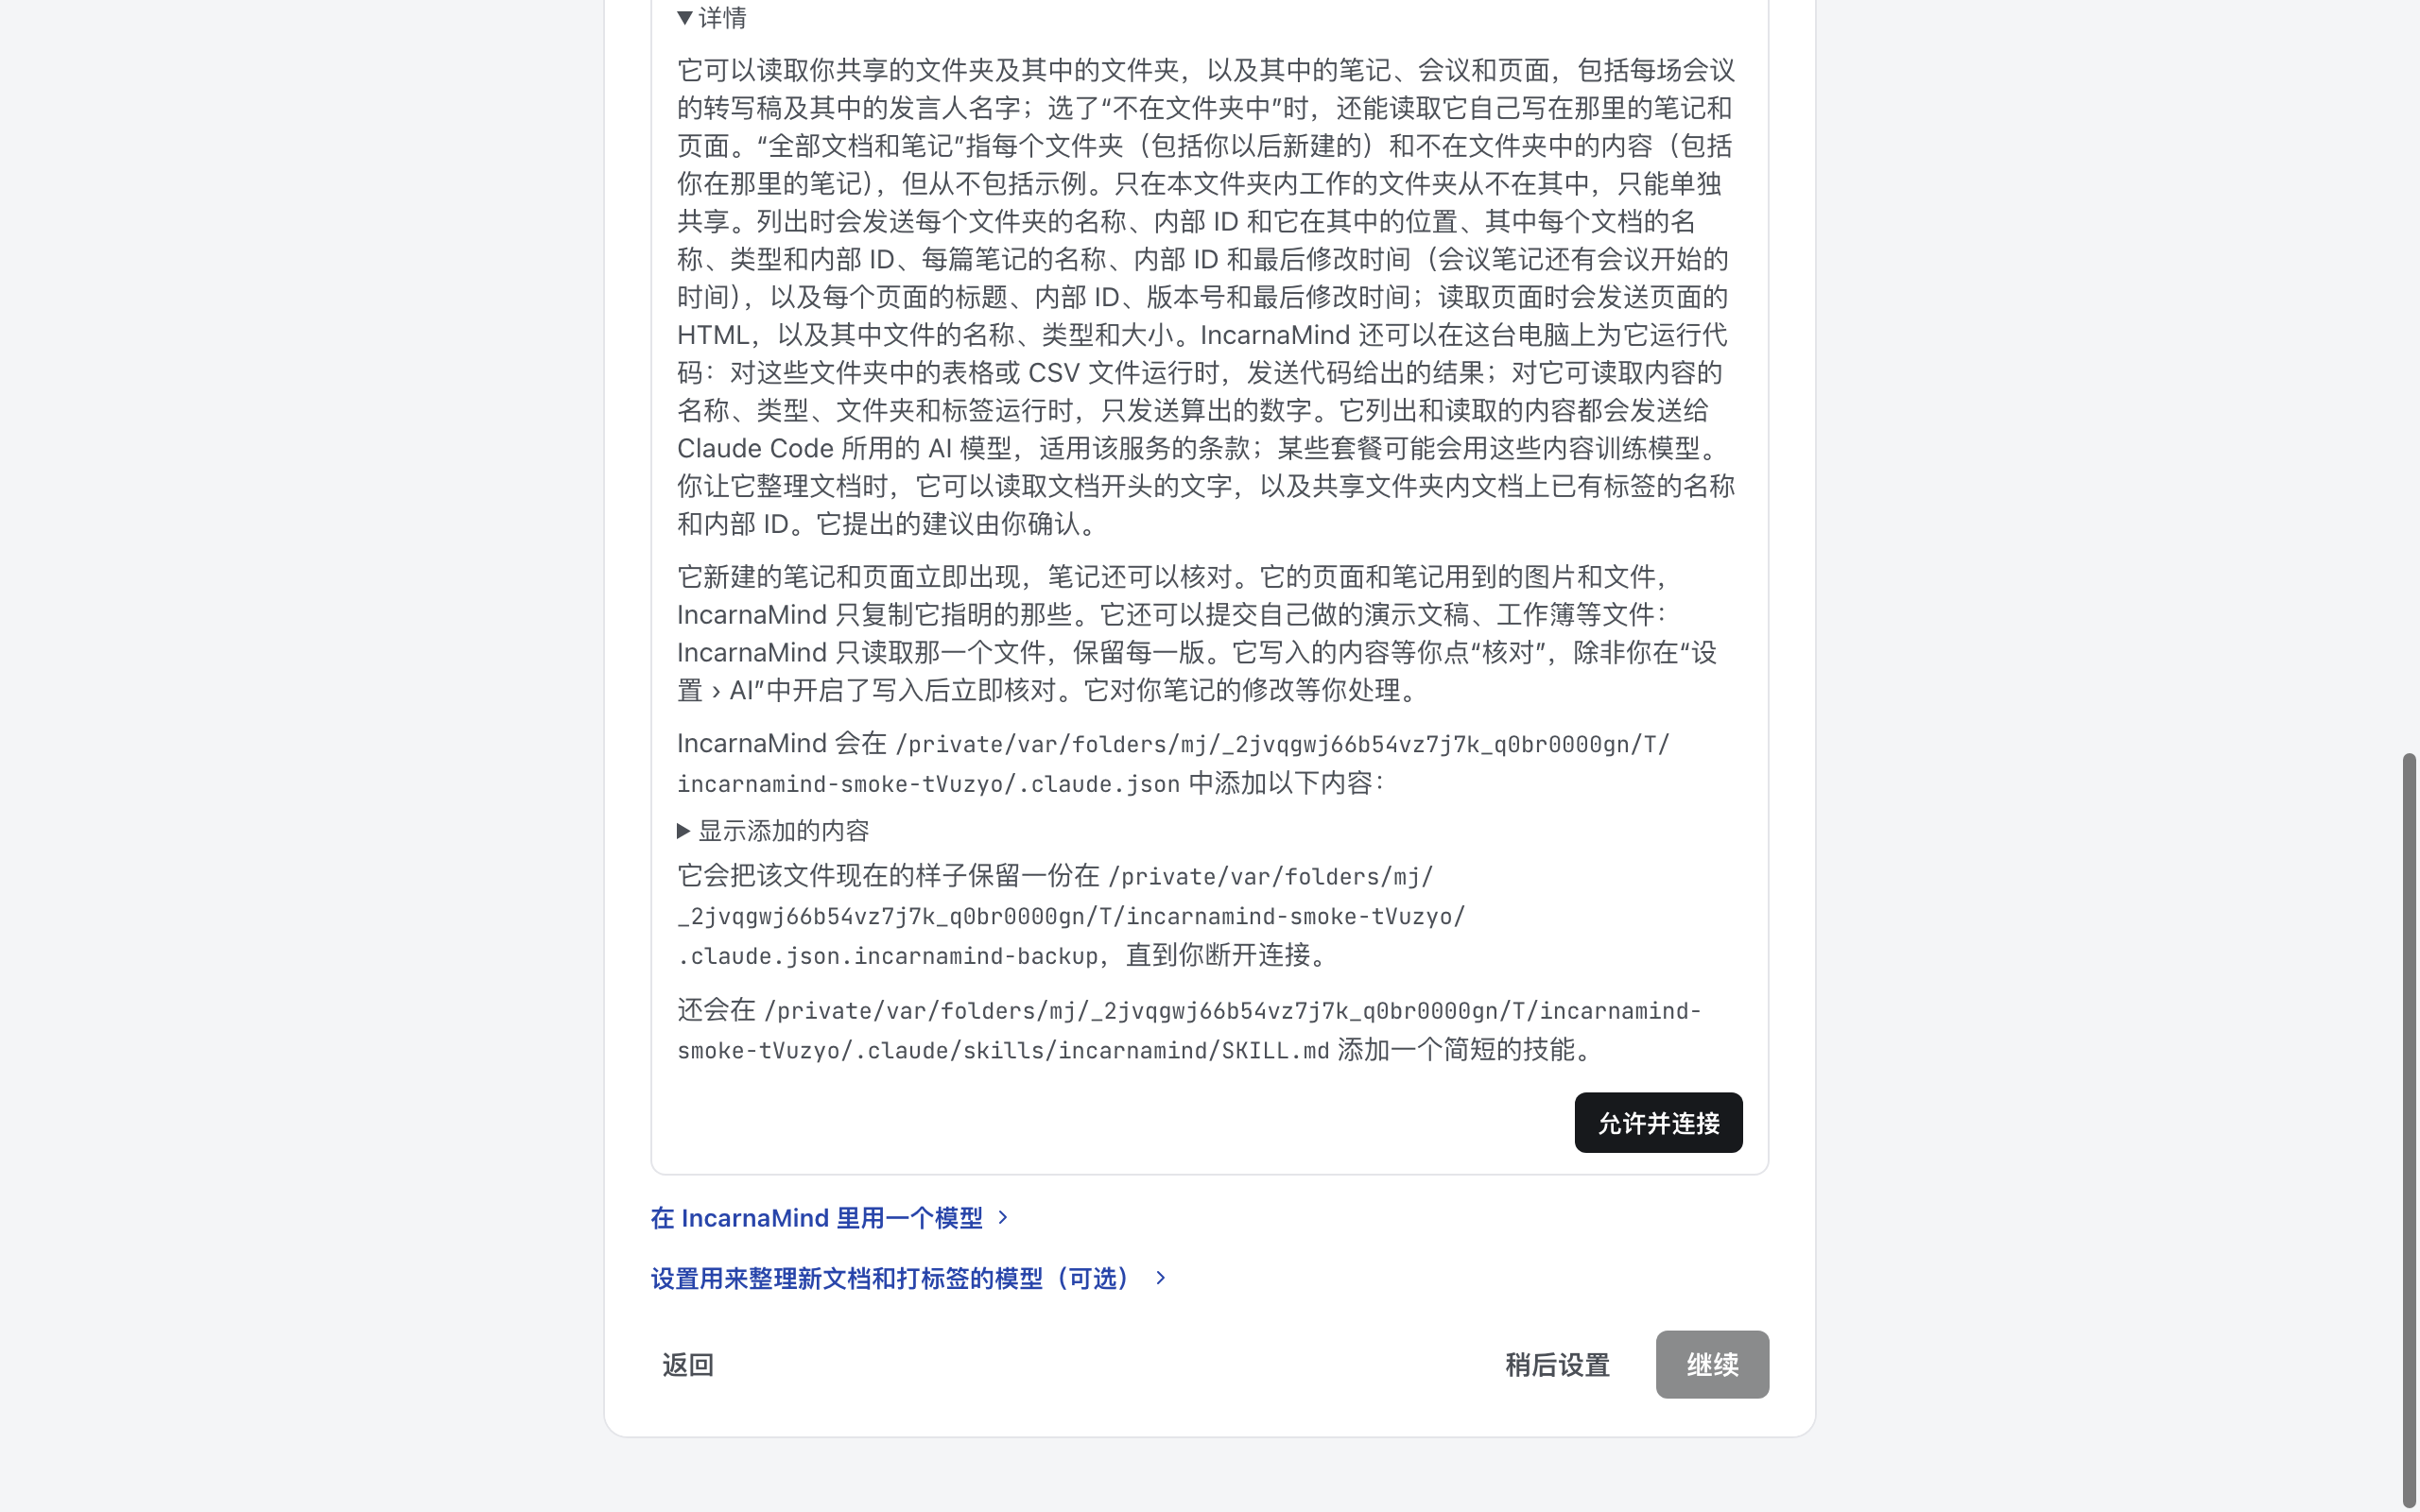 ▼详情
它可以读取你共享的文件夹及其中的文件夹，以及其中的笔记、会议和页面，包括每场会议
的转写稿及其中的发言人名字；选了“不在文件夹中”时，还能读取它自己写在那里的笔记和
页面。“全部文档和笔记”指每个文件夹（包括你以后新建的）和不在文件夹中的内容（包括
你在那里的笔记），但从不包括示例。只在本文件夹内工作的文件夹从不在其中，只能单独
共享。列出时会发送每个文件夹的名称、内部 ID 和它在其中的位置、其中每个文档的名
称、类型和内部 ID、每篇笔记的名称、内部 ID 和最后修改时间（会议笔记还有会议开始的
时间），以及每个页面的标题、内部 ID、版本号和最后修改时间；读取页面时会发送页面的
HTML，以及其中文件的名称、类型和大小。IncarnaMind 还可以在这台电脑上为它运行代
码：对这些文件夹中的表格或 CSV 文件运行时，发送代码给出的结果；对它可读取内容的
名称、类型、文件夹和标签运行时，只发送算出的数字。它列出和读取的内容都会发送给
Claude Code 所用的 AI 模型，适用该服务的条款；某些套餐可能会用这些内容训练模型。
你让它整理文档时，它可以读取文档开头的文字，以及共享文件夹内文档上已有标签的名称
和内部 ID。它提出的建议由你确认。
它新建的笔记和页面立即出现，笔记还可以核对。它的页面和笔记用到的图片和文件，
IncarnaMind 只复制它指明的那些。它还可以提交自己做的演示文稿、工作簿等文件：
IncarnaMind 只读取那一个文件，保留每一版。它写入的内容等你点“核对”，除非你在“设
置 › AI”中开启了写入后立即核对。它对你笔记的修改等你处理。
IncarnaMind 会在 /private/var/folders/mj/_2jvqgwj66b54vz7j7k_q0br0000gn/T/
incarnamind-smoke-tVuzyo/.claude.json 中添加以下内容：
▶显示添加的内容
它会把该文件现在的样子保留一份在 /private/var/folders/mj/
_2jvqgwj66b54vz7j7k_q0br0000gn/T/incarnamind-smoke-tVuzyo/
.claude.json.incarnamind-backup，直到你断开连接。
还会在 /private/var/folders/mj/_2jvqgwj66b54vz7j7k_q0br0000gn/T/incarnamind-
smoke-tVuzyo/.claude/skills/incarnamind/SKILL.md 添加一个简短的技能。
允许并连接
在 IncarnaMind 里用一个模型 ›
设置用来整理新文档和打标签的模型（可选） ›
返回 稍后设置 继续